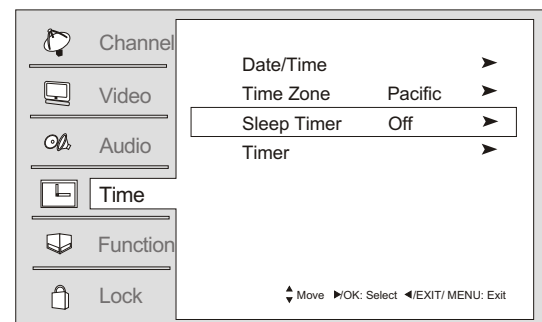 Channel
Video
Audio
Time
Function
Lock
Date/Time
Time Zone Pacific
Sleep Timer Off
Timer
Move /OK: Select /EXIT/ MENU: Exit